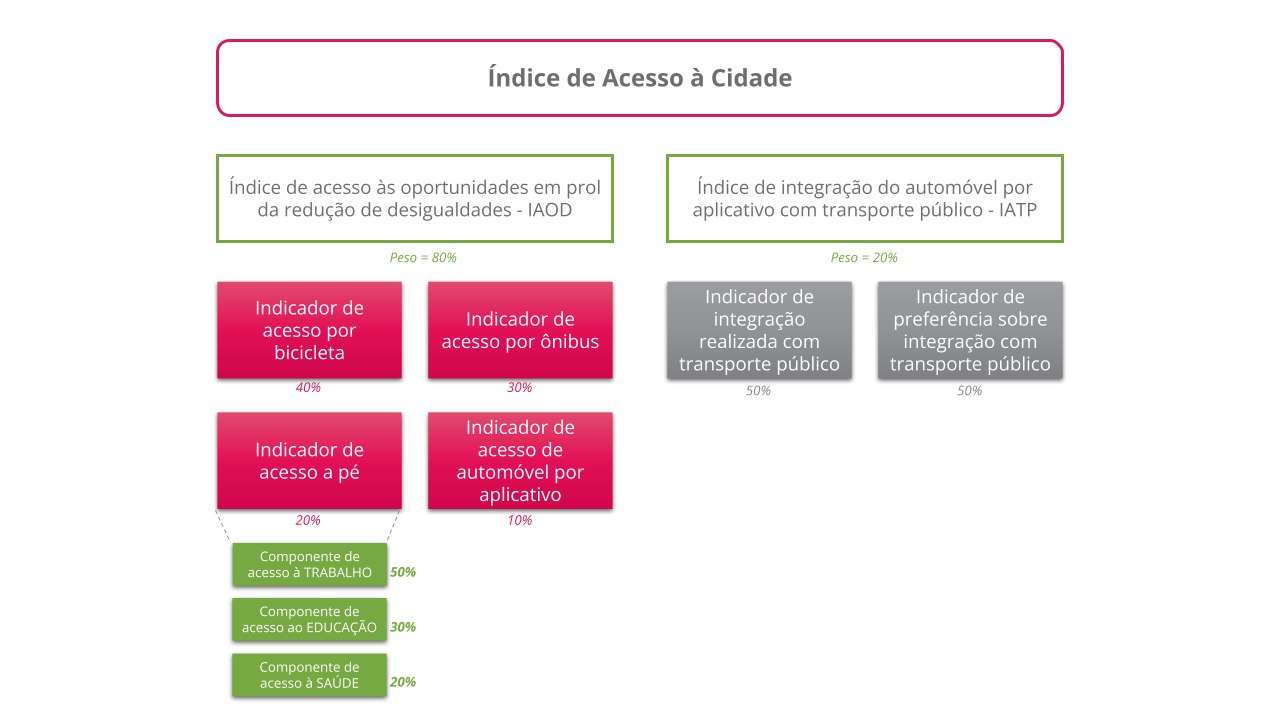 Índice de Acesso à Cidade
Índice de acesso às oportunidades em prol
da redução de desigualdades - IAOD
Peso = 80%
Índice de integração do automóvel por
aplicativo com transporte público - IATP
Peso = 20%
Indicador de
acesso por
bicicleta
40%
Indicador de
acesso por ônibus
30%
Indicador de
integração
realizada com
transporte público
50%
Indicador de
preferência sobre
integração com
transporte público
50%
Indicador de
acesso a pé
20%
Indicador de
acesso de
automóvel por
aplicativo
10%
Componente de
acesso à TRABALHO
50%
Componente de
acesso ao EDUCAÇÃO
30%
Componente de
acesso à SAÚDE
20%